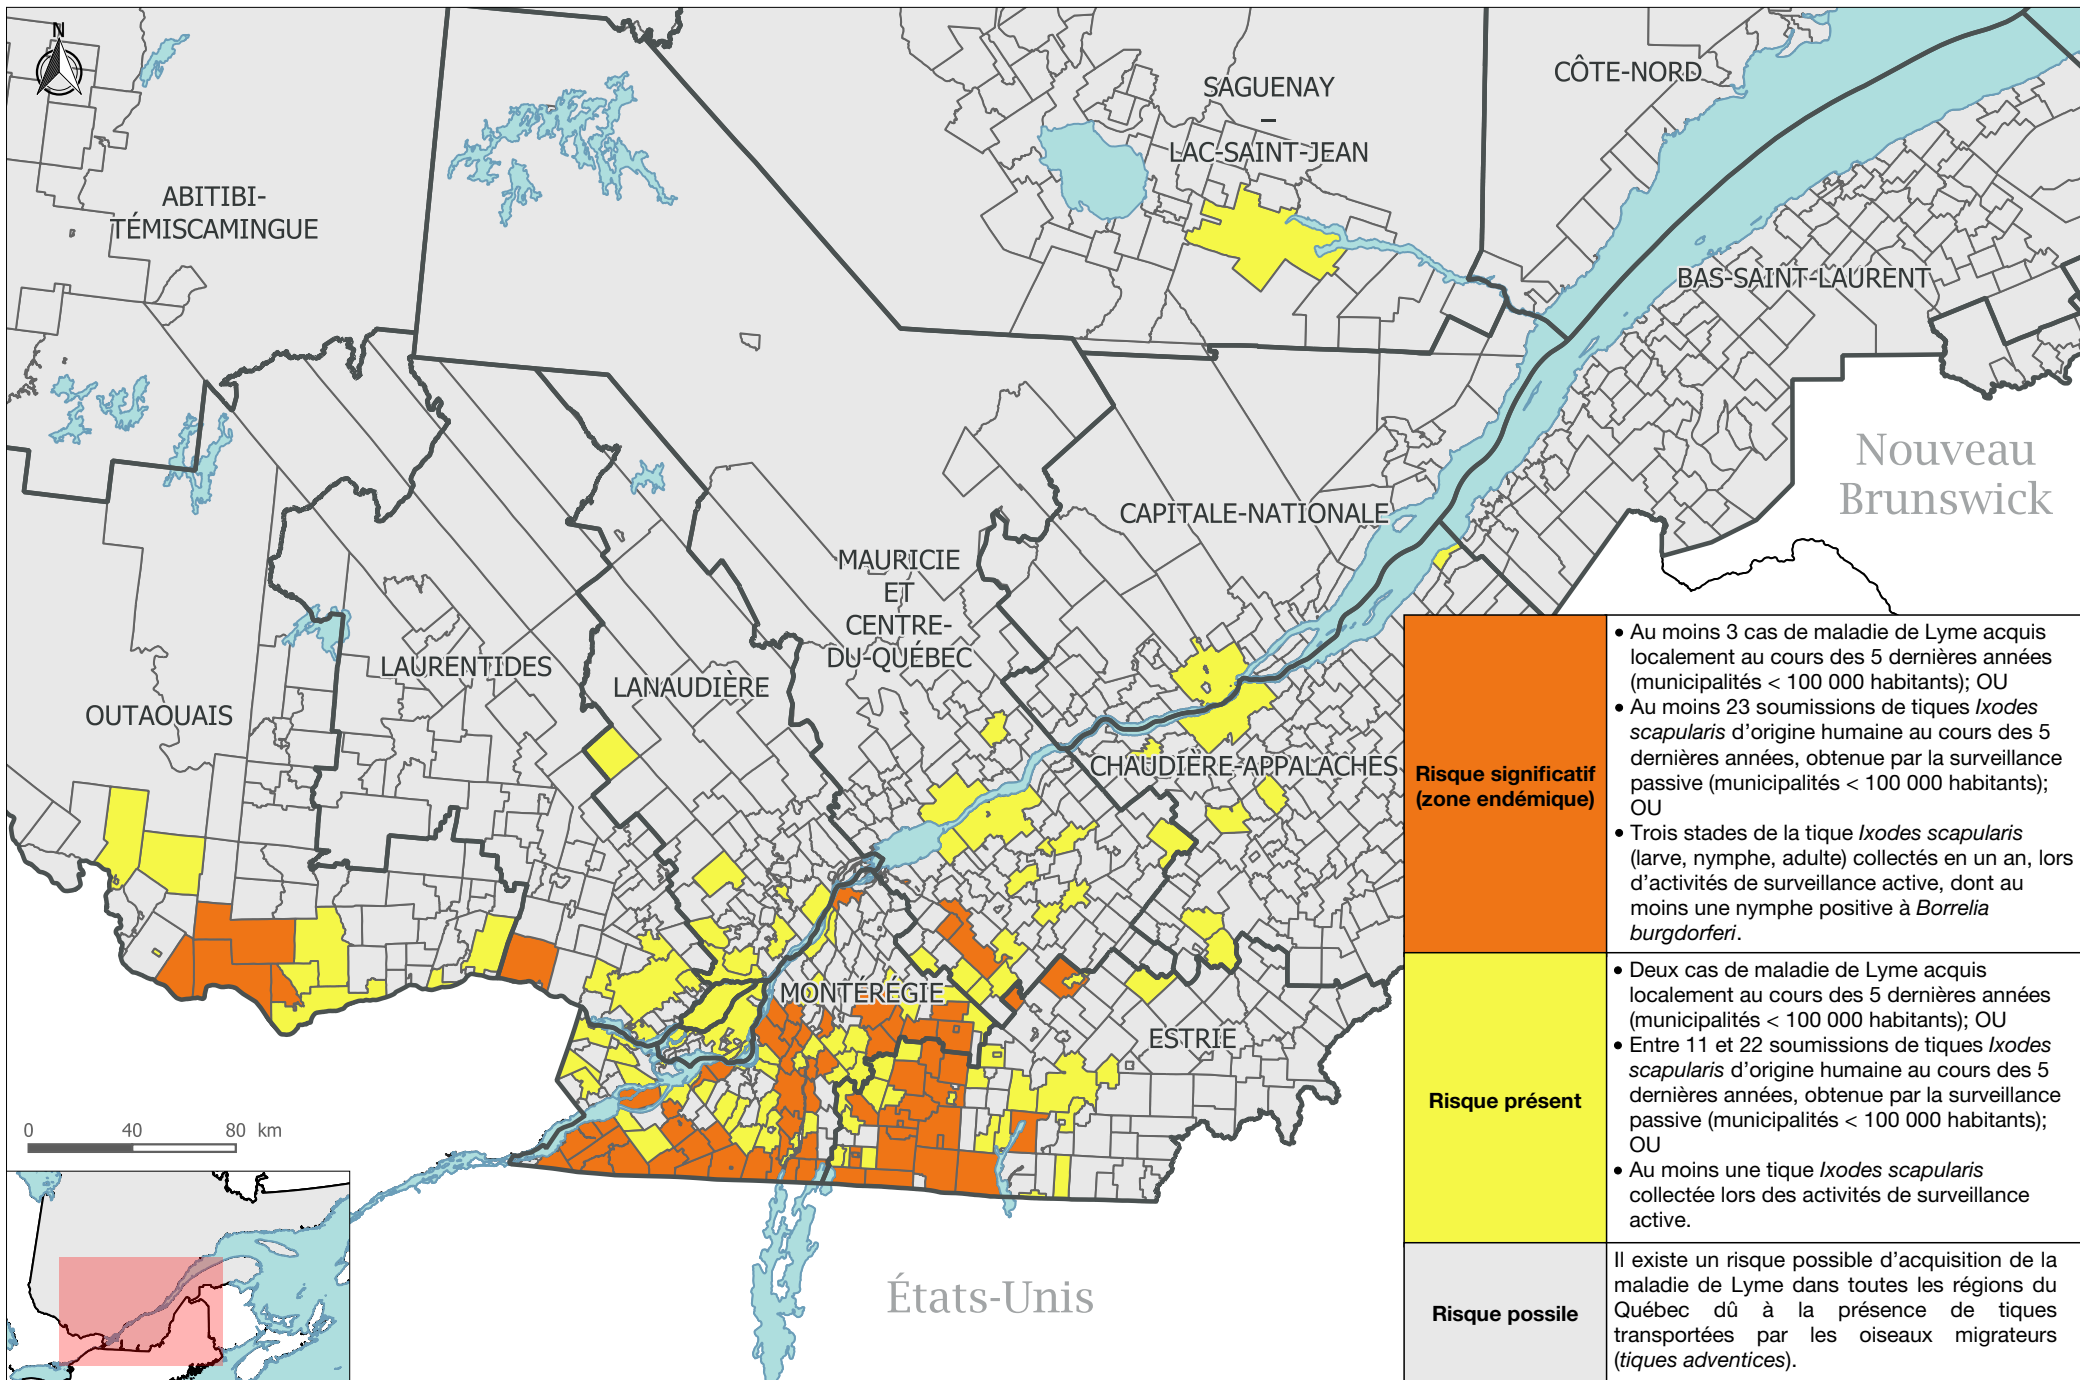 N
SAGUENAY
–
LAC-SAINT-JEAN
CÔTE-NORD
ABITIBI-
TÉMISCAMINGUE
BAS-SAINT-LAURENT
Nouveau
Brunswick
CAPITALE-NATIONALE
MAURICIE
ET
CENTRE-
DU-QUÉBEC
LAURENTIDES
LANAUDIÈRE
OUTAOUAIS
CHAUDIÈRE-APPALACHES
MONTÉRÉGIE
ESTRIE
0 40 80 km
États-Unis
Risque significatif
(zone endémique)
• Au moins 3 cas de maladie de Lyme acquis
localement au cours des 5 dernières années
(municipalités < 100 000 habitants); OU
• Au moins 23 soumissions de tiques Ixodes
scapularis d'origine humaine au cours des 5
dernières années, obtenue par la surveillance
passive (municipalités < 100 000 habitants);
OU
• Trois stades de la tique Ixodes scapularis
(larve, nymphe, adulte) collectés en un an, lors
d'activités de surveillance active, dont au
moins une nymphe positive à Borrelia
burgdorferi.
Risque présent
• Deux cas de maladie de Lyme acquis
localement au cours des 5 dernières années
(municipalités < 100 000 habitants); OU
• Entre 11 et 22 soumissions de tiques Ixodes
scapularis d'origine humaine au cours des 5
dernières années, obtenue par la surveillance
passive (municipalités < 100 000 habitants);
OU
• Au moins une tique Ixodes scapularis
collectée lors des activités de surveillance
active.
Risque possile
Il existe un risque possible d'acquisition de la
maladie de Lyme dans toutes les régions du
Québec dû à la présence de tiques
transportées par les oiseaux migrateurs
(tiques adventices).